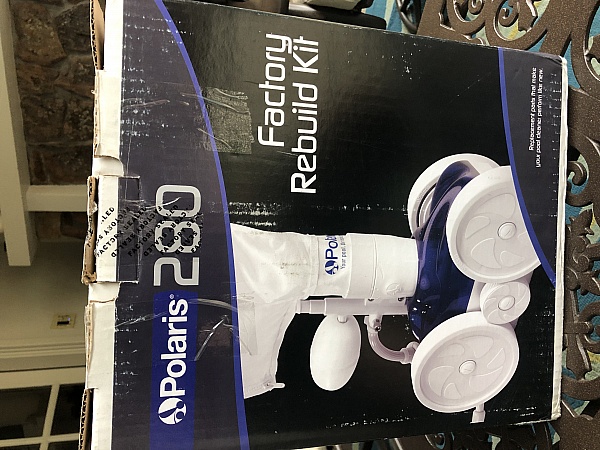 Polaris® 280
Factory
Rebuild Kit
Replacement parts that make
your pool cleaner perform like new.
Polaris